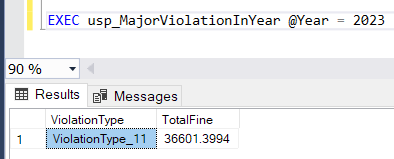 EXEC usp_MajorViolationInYear @Year = 2023
90 %
Results Messages
ViolationType TotalFine
1 ViolationType_11 36601.3994